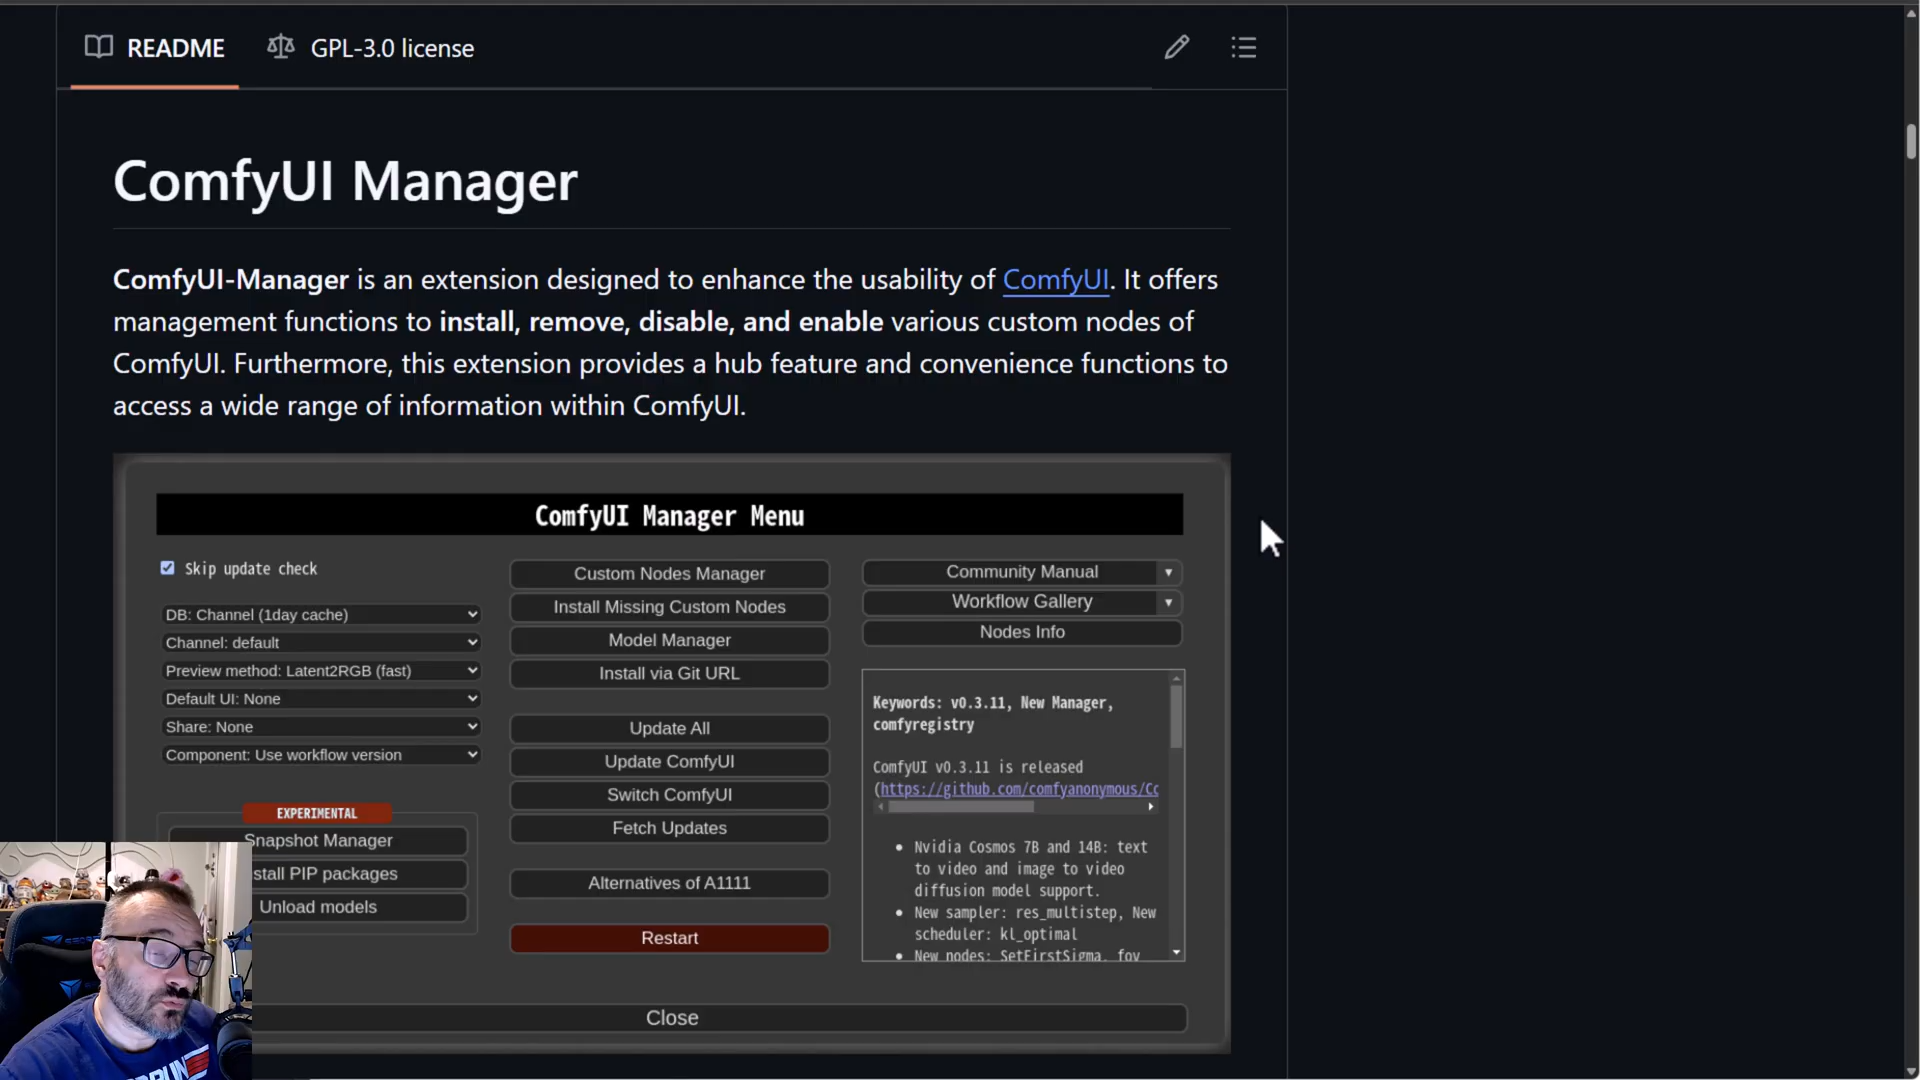 README
GPL-3.0 license
ComfyUI Manager
ComfyUI-Manager is an extension designed to enhance the usability of ComfyUI. It offers
management functions to install, remove, disable, and enable various custom nodes of
ComfyUI. Furthermore, this extension provides a hub feature and convenience functions to
access a wide range of information within ComfyUI.
ComfyUI Manager Menu
Skip update check
DB: Channel (1day cache)
Channel: default
Preview method: Latent2RGB (fast)
Default UI: None
Share: None
Component: Use workflow version
EXPERIMENTAL
Snapshot Manager
stall PIP packages
Unload models
Custom Nodes Manager
Install Missing Custom Nodes
Model Manager
Install via Git URL
Update All
Update ComfyUI
Switch ComfyUI
Fetch Updates
Alternatives of A1111
Restart
Community Manual
Workflow Gallery
Nodes Info
Keywords: v0.3.11, New Manager,
comfyregistry
ComfyUI v0.3.11 is released
(https://github.com/comfyanonymous/Co
• Nvidia Cosmos 7B and 14B: text
to video and image to video
diffusion model support.
• New sampler: res_multistep, New
scheduler: kl_optimal
• New nodes: SetFirstSigma, fov
Close